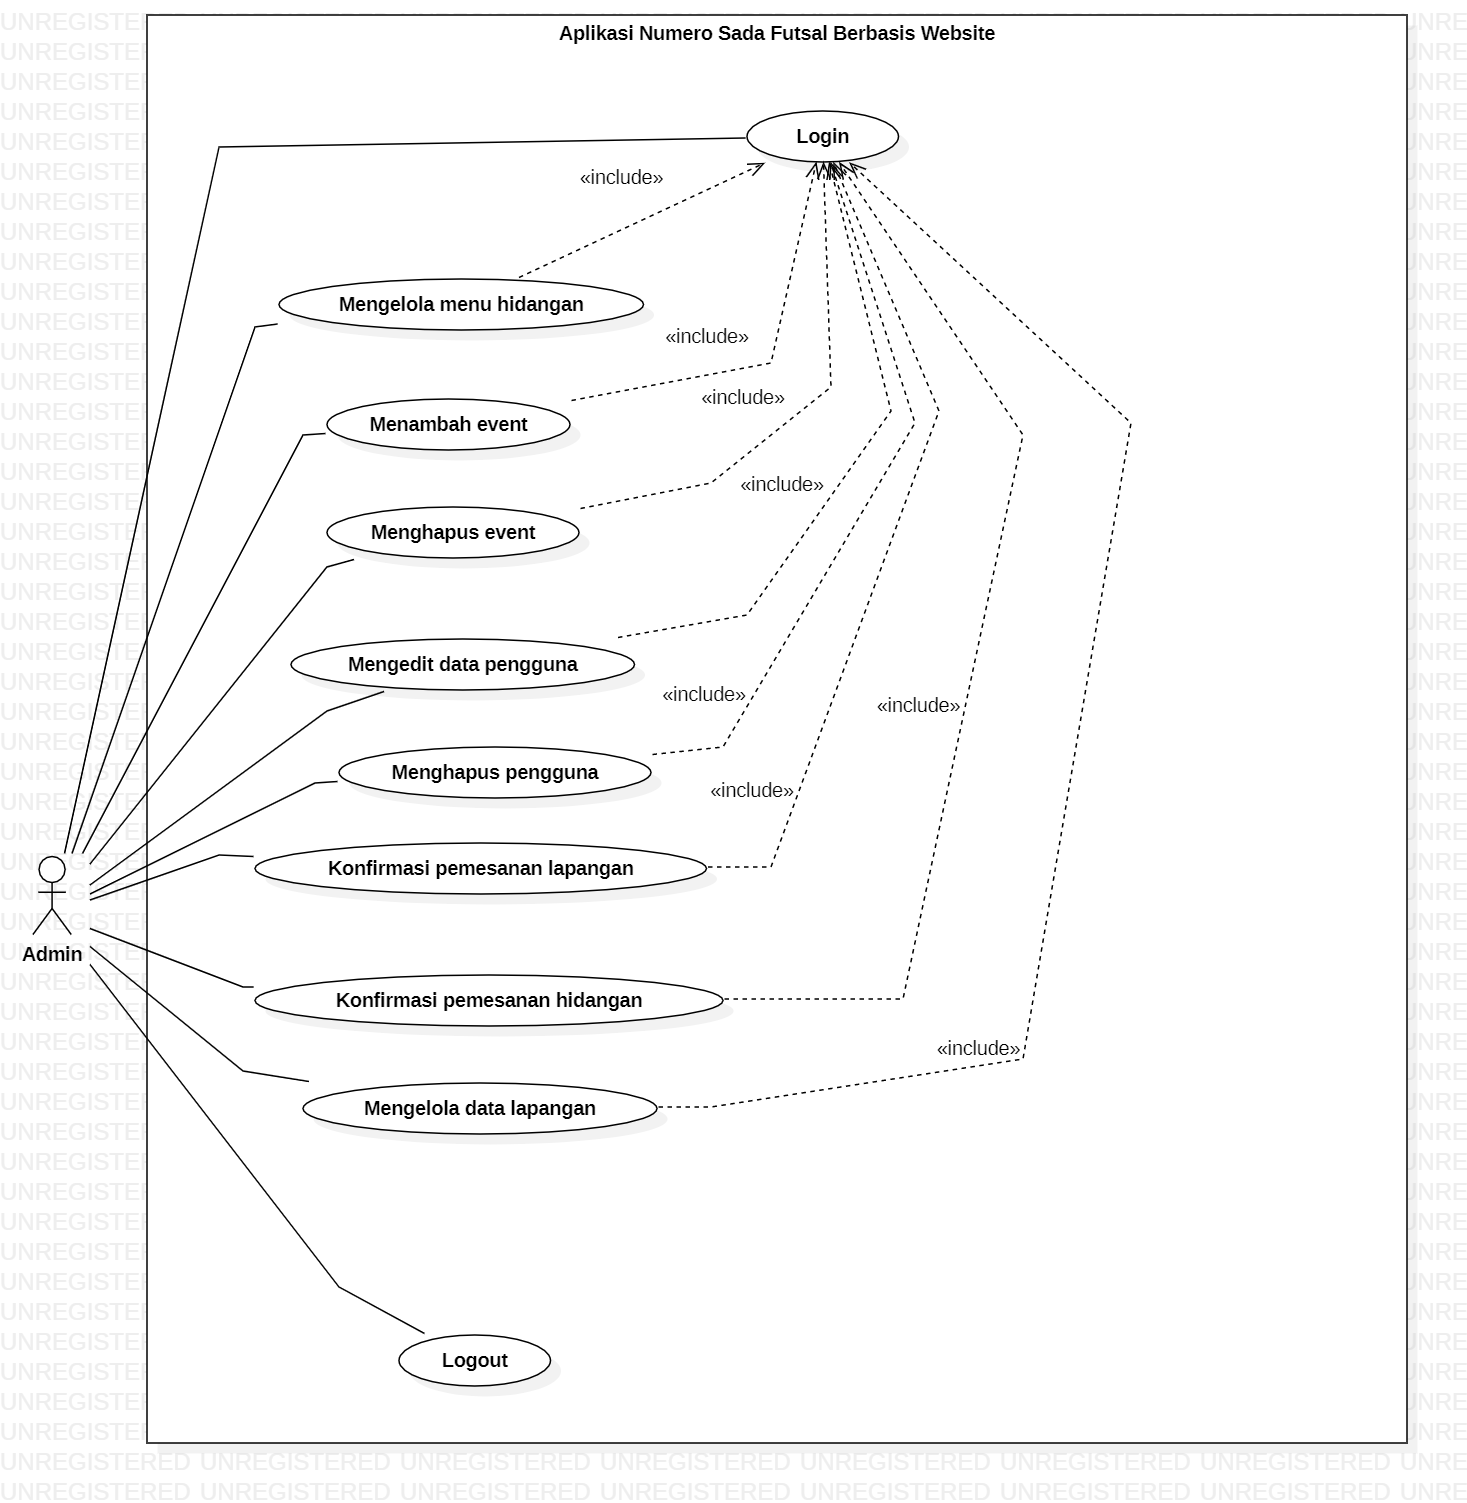 Aplikasi Numero Sada Futsal Berbasis Website
Login
«include»
Mengelola menu hidangan
«include»
«include»
Menambah event
«include»
Menghapus event
Mengedit data pengguna
«include»
«include»
Menghapus pengguna
«include»
Konfirmasi pemesanan lapangan
Admin
Konfirmasi pemesanan hidangan
«include»
Mengelola data lapangan
Logout
UNREGISTERED UNREGISTERED UNREGISTERED UNREGISTERED UNREGISTERED UNREGISTERED UNREGISTERED UNRE
UNREGISTERED UNREGISTERED UNREGISTERED UNREGISTERED UNREGISTERED UNREGISTERED UNREGISTERED UNRE